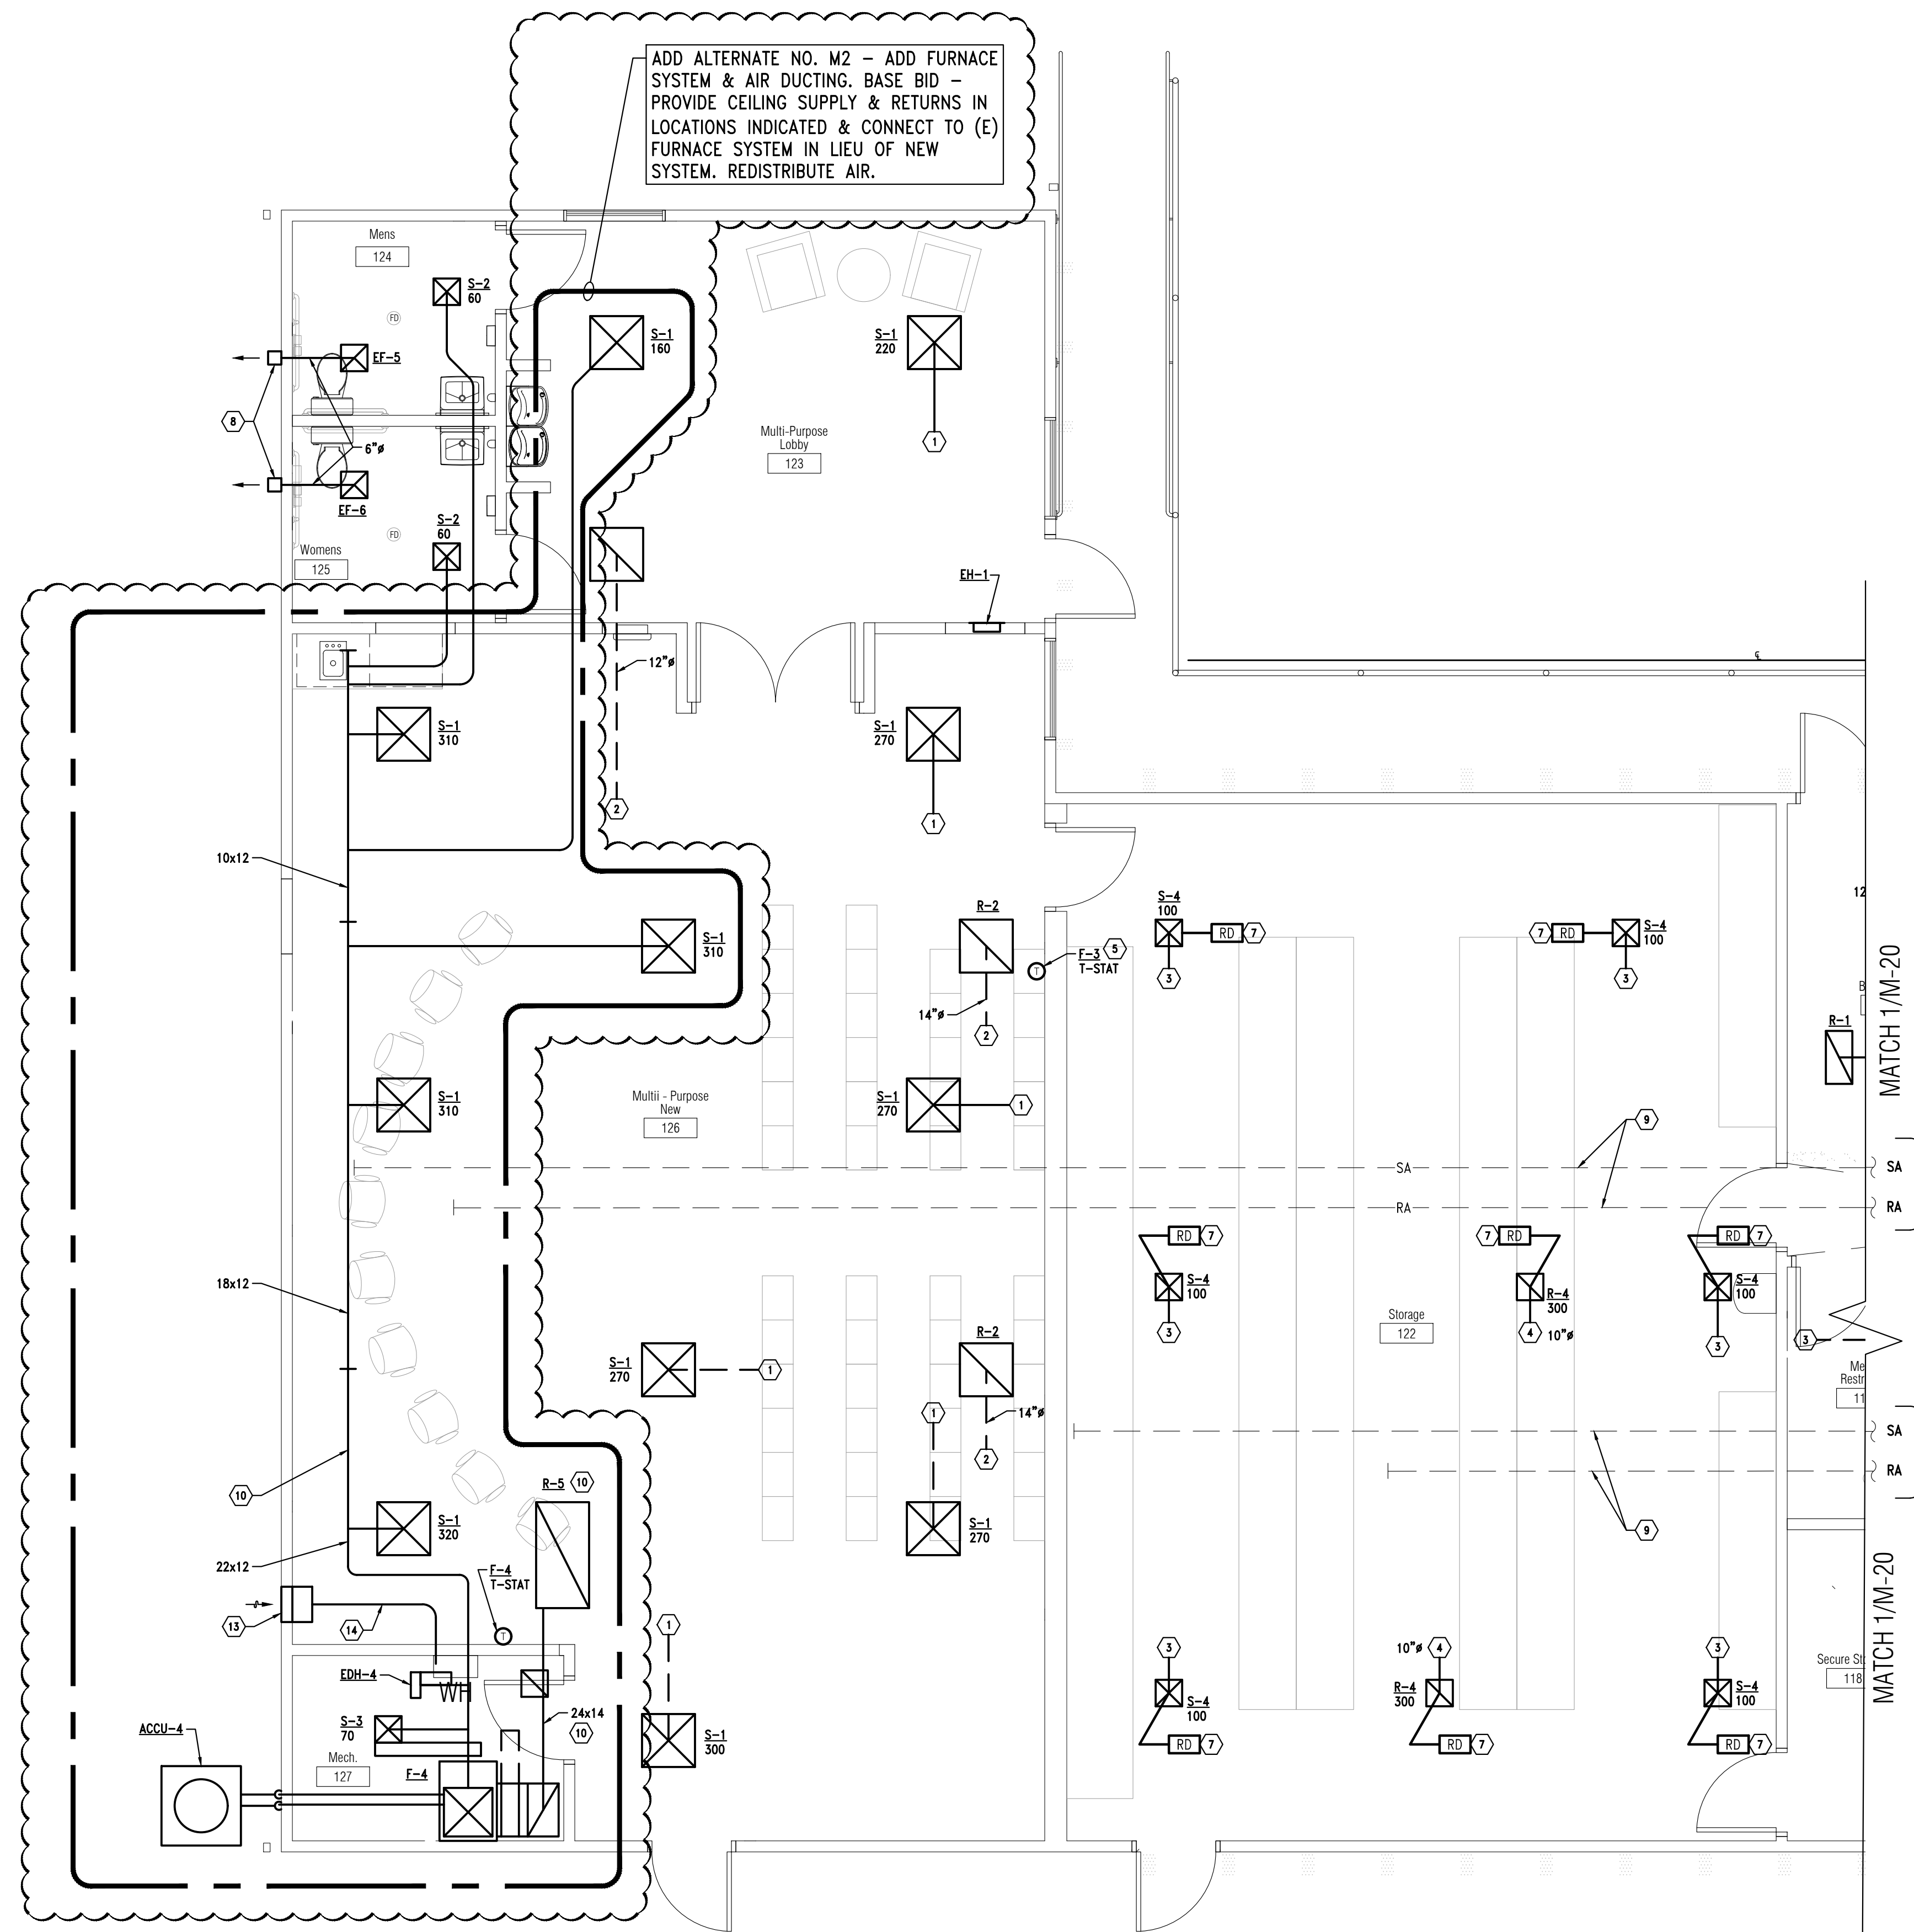 ADD ALTERNATE NO. M2 – ADD FURNACE
SYSTEM & AIR DUCTING. BASE BID –
PROVIDE CEILING SUPPLY & RETURNS IN
LOCATIONS INDICATED & CONNECT TO (E)
FURNACE SYSTEM IN LIEU OF NEW
SYSTEM. REDISTRIBUTE AIR.
Mens
124
S-2
60
FD
EF-5
8
6"ø
EF-6
S-2
60
FD
Womens
125
S-1
160
S-1
220
1
Multi-Purpose
Lobby
123
EH-1
12"ø
2
S-1
310
S-1
270
1
℄
10x12
S-1
310
R-2
14"ø
2
F-3
T-STAT
5
T
S-4
100
RD
7
3
7
RD
S-4
100
3
12
B
R-1
MATCH 1/M-20
S-1
310
Multii - Purpose
New
126
S-1
270
1
9
SA
SA
RA
RA
18x12
RD
7
S-4
100
3
7
RD
R-4
300
4
10"ø
RD
7
S-4
100
3
Storage
122
3
Me
Restr
11
S-1
270
1
R-2
14"ø
2
1
S-1
270
SA
RA
9
10
R-5
10
S-1
320
22x12
F-4
T-STAT
T
13
14
MATCH 1/M-20
EDH-4
WH
S-3
70
24x14
10
1
S-1
300
ACCU-4
Mech.
127
F-4
3
S-4
100
RD
7
10"ø
4
R-4
300
RD
7
3
S-4
100
RD
7
Secure St
118